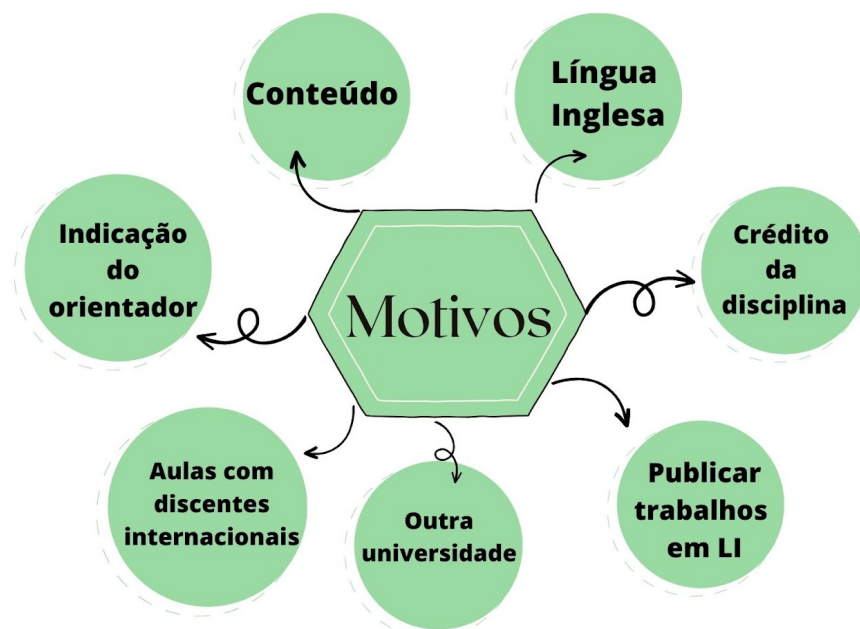 Conteúdo
Língua
Inglesa
Indicação
do
orientador
Motivos
Crédito
da
disciplina
Aulas com
discentes
internacionais
Outra
universidade
Publicar
trabalhos
em LI